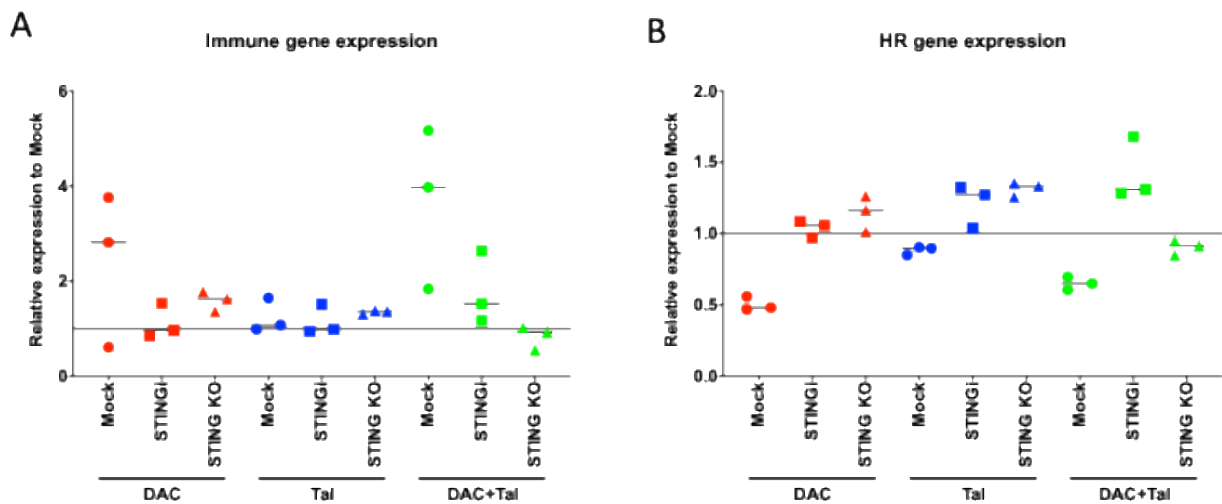 A
Immune gene expression
Relative expression to Mock
6
4
2
0
Mock
STINGi
STING KO
Mock
STINGi
STING KO
Mock
STINGi
STING KO
DAC
Tal
DAC+Tal
B
HR gene expression
Relative expression to Mock
2.0
1.5
1.0
0.5
0.0
Mock
STINGi
STING KO
Mock
STINGi
STING KO
Mock
STINGi
STING KO
DAC
Tal
DAC+Tal